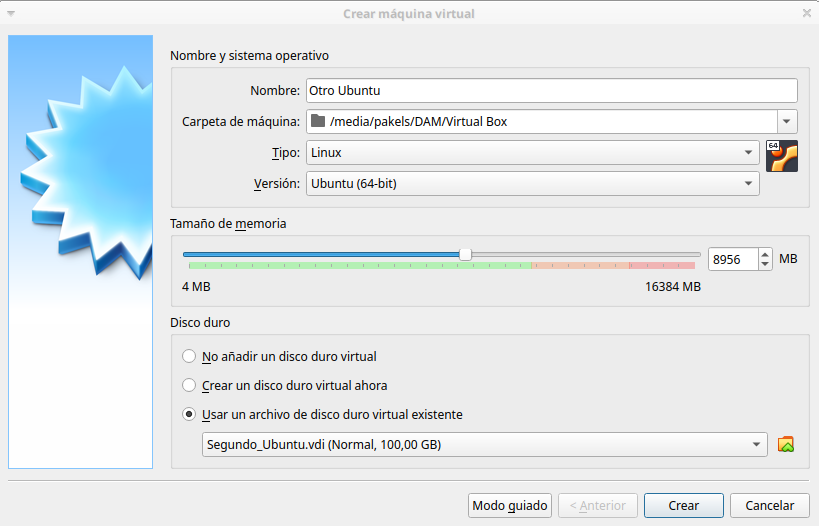 Crear máquina virtual
Nombre y sistema operativo
Nombre: Otro Ubuntu
Carpeta de máquina: /media/pakels/DAM/Virtual Box
Tipo: Linux
64
Versión: Ubuntu (64-bit)
Tamaño de memoria
8956 MB
4 MB 16384 MB
Disco duro
No añadir un disco duro virtual
Crear un disco duro virtual ahora
Usar un archivo de disco duro virtual existente
Segundo_Ubuntu.vdi (Normal, 100,00 GB)
Modo guiado < Anterior Crear Cancelar